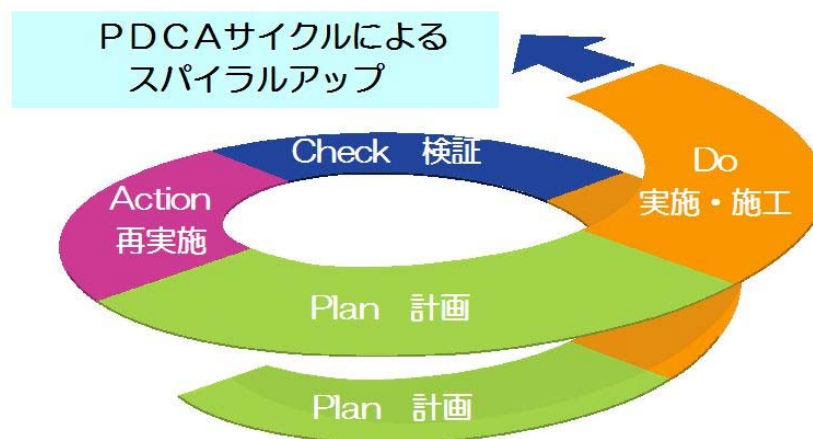 ＰＤＣＡサイクルによる
スパイラルアップ
Check　検証
Do
実施・施工
Action
再実施
Plan　計画
Plan　計画